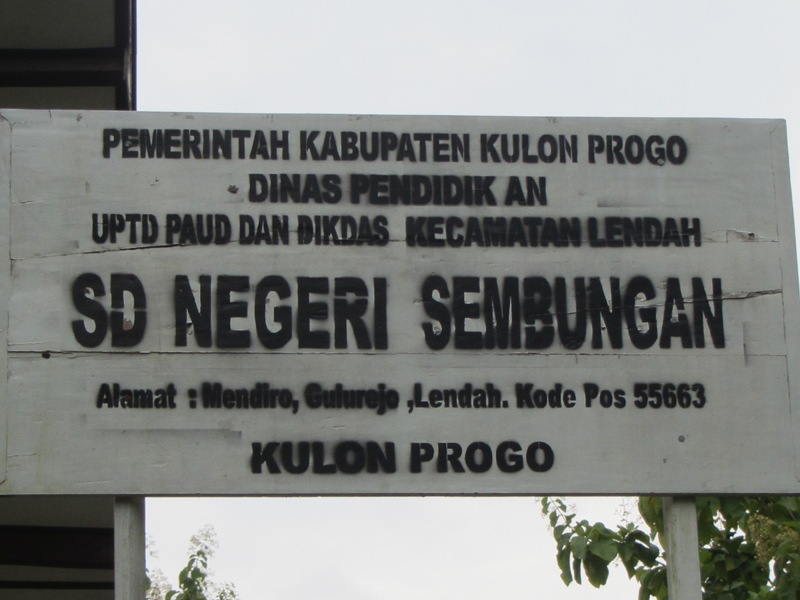 PEMERINTAH KABUPATEN KULON PROGO
DINAS PENDIDIK AN
UPTD PAUD DAN DIKDAS KECAMATAN LENDAH
SD NEGERI SEMBUNGAN
Alamat : Mendiro, Gulurejo ,Lendah. Kode Pos 55663
KULON PROGO